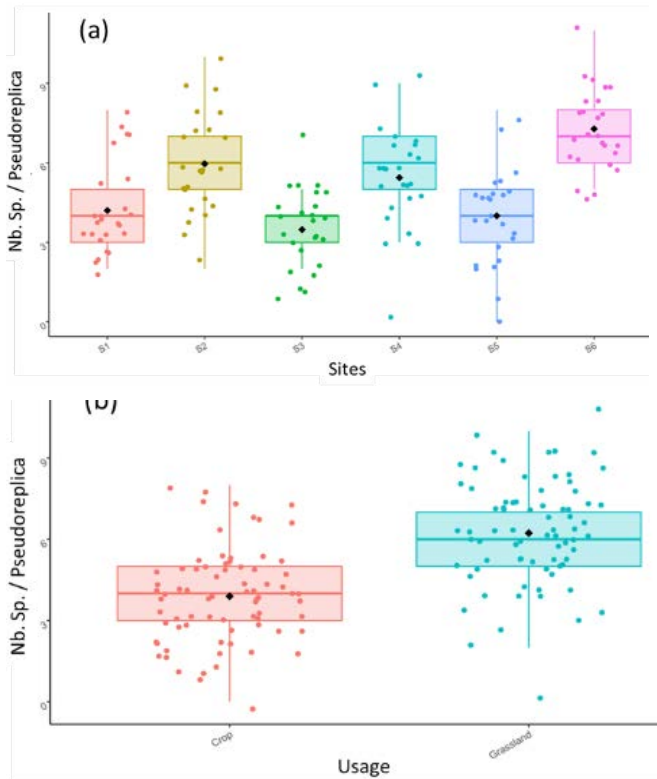 (a)
Nb. Sp. / Pseudoreplica
9
6
3
0
S1 S2 S3 S4 S5 S6
Sites
(b)
Nb. Sp. / Pseudoreplica
9
6
3
0
Crop Grassland
Usage